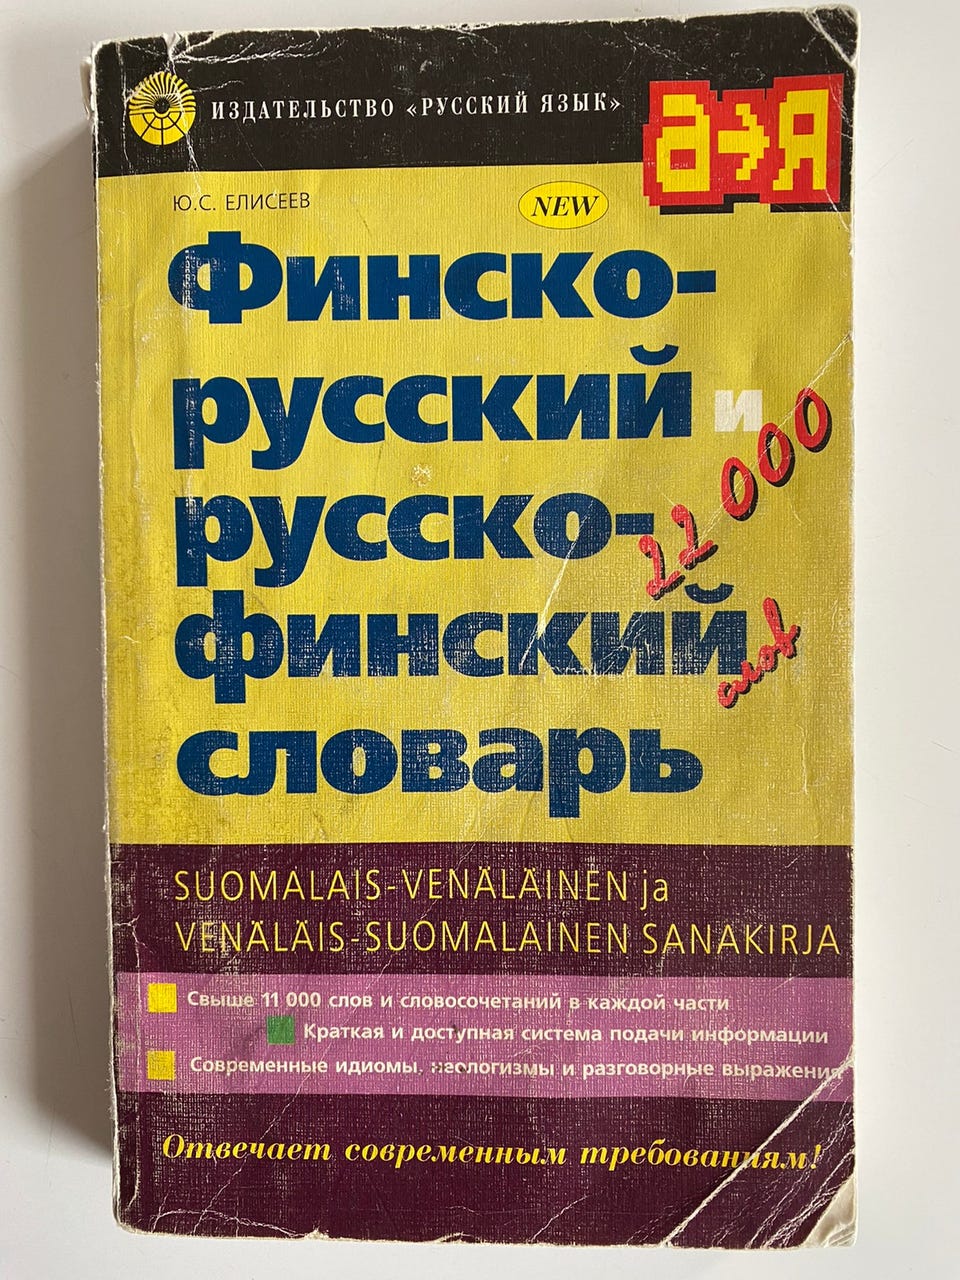 ИЗДАТЕЛЬСТВО «РУССКИЙ ЯЗЫК»
а→Я
Ю.С. ЕЛИСЕЕВ
NEW
Финско-
русский и
русско-
финский
словарь
22 000
слов
SUOMALAIS-VENÄLÄINEN ja
VENÄLÄIS-SUOMALAINEN SANAKIRJA
Свыше 11 000 слов и словосочетаний в каждой части
Краткая и доступная система подачи информации
Современные идиомы, неологизмы и разговорные выражения
Отвечает современным требованиям!